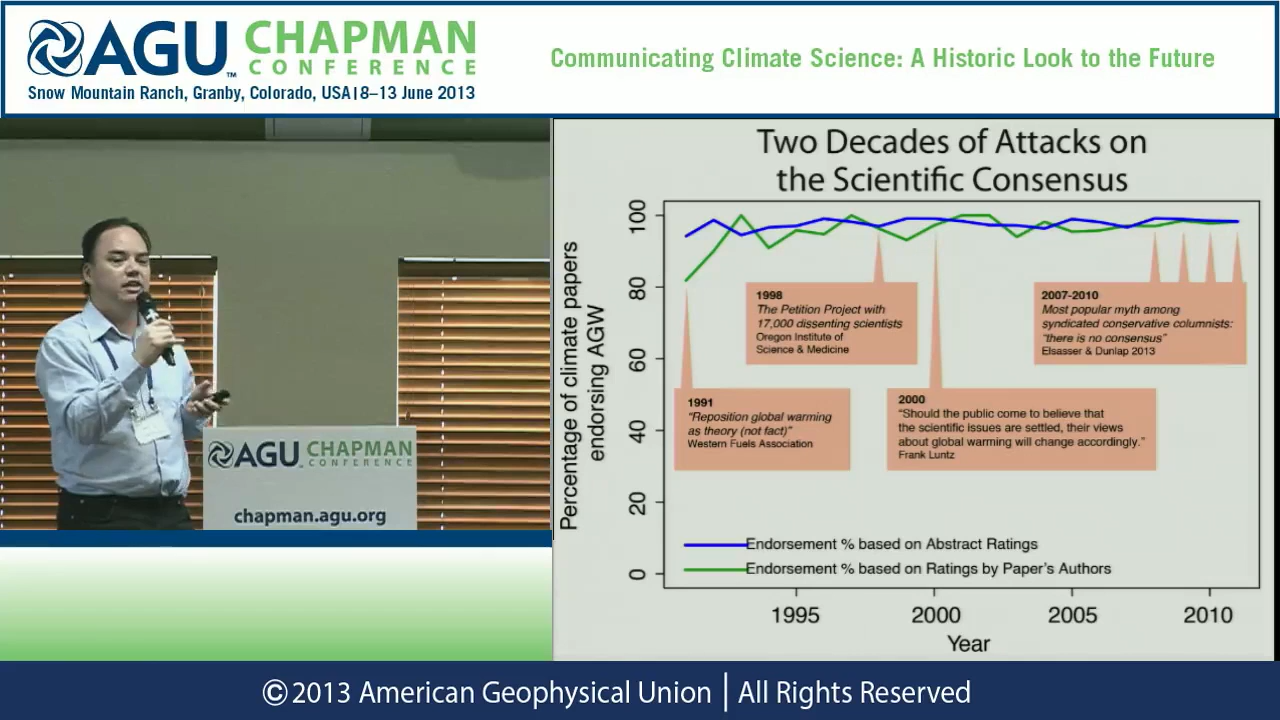 AGU™ CHAPMAN
CONFERENCE
Snow Mountain Ranch, Granby, Colorado, USA|8–13 June 2013
Communicating Climate Science: A Historic Look to the Future
AGU CHAPMAN
CONFERENCE
chapman.agu.org
Two Decades of Attacks on
the Scientific Consensus
Percentage of climate papers
endorsing AGW
100
80
60
40
20
0
1998
The Petition Project with
17,000 dissenting scientists
Oregon Institute of
Science & Medicine
2007-2010
Most popular myth among
syndicated conservative columnists:
“there is no consensus”
Elsasser & Dunlap 2013
1991
“Reposition global warming
as theory (not fact)”
Western Fuels Association
2000
“Should the public come to believe that
the scientific issues are settled, their views
about global warming will change accordingly.”
Frank Luntz
Endorsement % based on Abstract Ratings
Endorsement % based on Ratings by Paper's Authors
1995
2000
2005
2010
Year
©2013 American Geophysical Union | All Rights Reserved